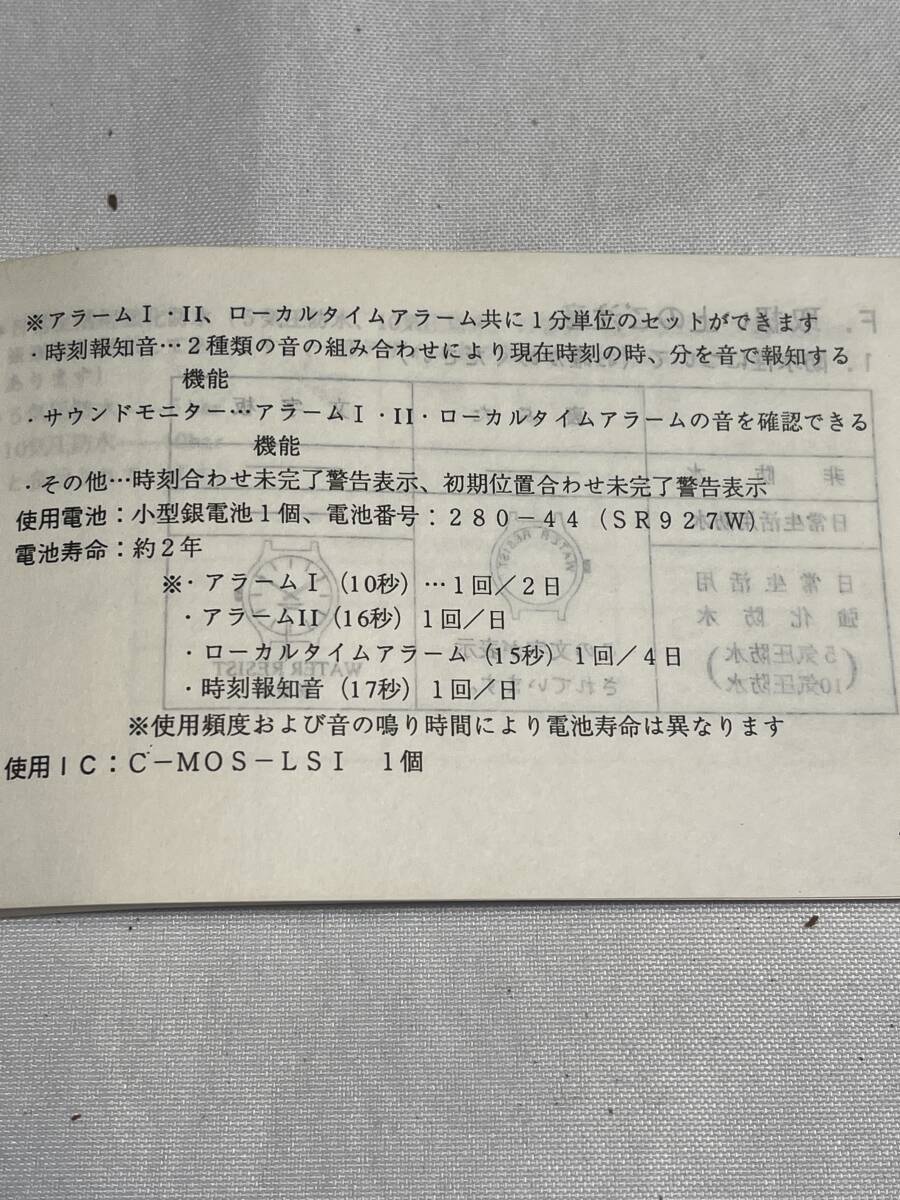 ※アラームⅠ・Ⅱ、ローカルタイムアラーム共に1分単位のセットができます
・時刻報知音…2種類の音の組み合わせにより現在時刻の時、分を音で報知する
機能
・サウンドモニター…アラームⅠ・Ⅱ・ローカルタイムアラームの音を確認できる
機能
・その他…時刻合わせ未完了警告表示、初期位置合わせ未完了警告表示
使用電池：小型銀電池1個、電池番号：280-44（SR927W）
電池寿命：約2年
※・アラームⅠ（10秒）…1回／2日
・アラームⅡ（16秒）1回／日
・ローカルタイムアラーム（15秒）1回／4日
・時刻報知音（17秒）1回／日
※使用頻度および音の鳴り時間により電池寿命は異なります
使用IC：C-MOS-LSI　1個